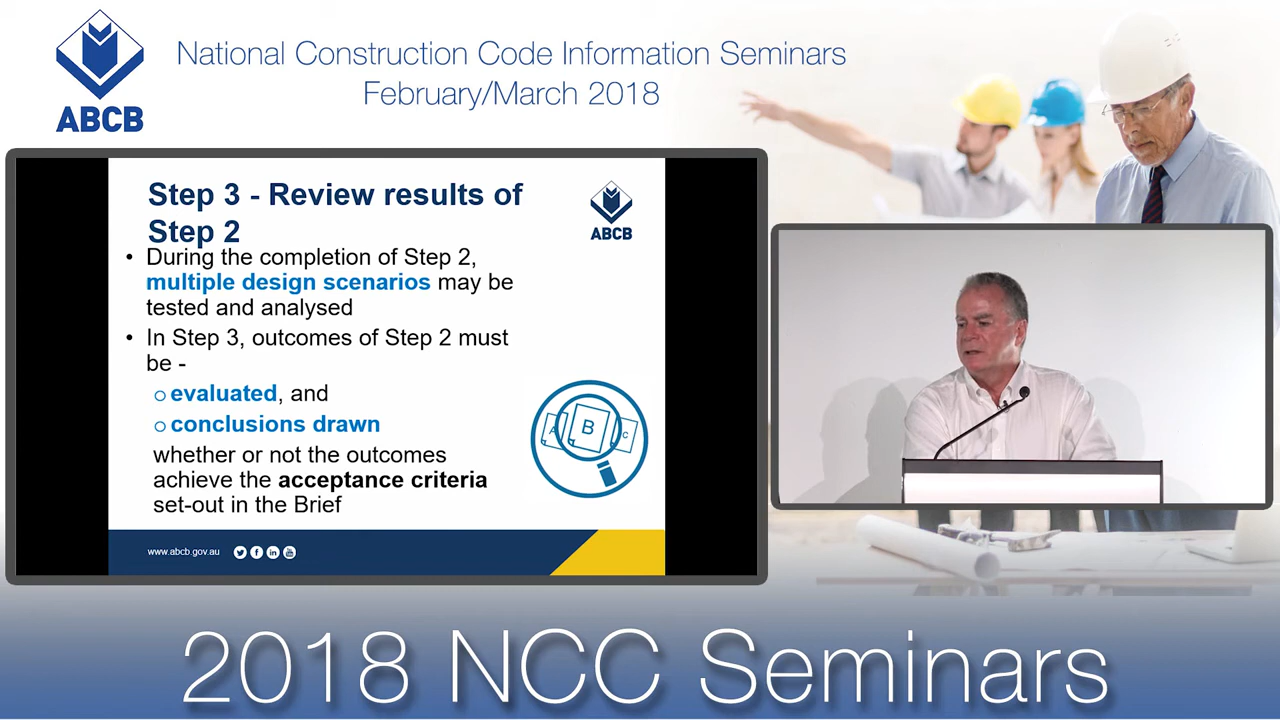 ABCB
National Construction Code Information Seminars
February/March 2018
Step 3 - Review results of
Step 2
ABCB
• During the completion of Step 2,
multiple design scenarios may be
tested and analysed
• In Step 3, outcomes of Step 2 must
be -
o evaluated, and
o conclusions drawn
whether or not the outcomes
achieve the acceptance criteria
set-out in the Brief
A
B
C
www.abcb.gov.au
2018 NCC Seminars